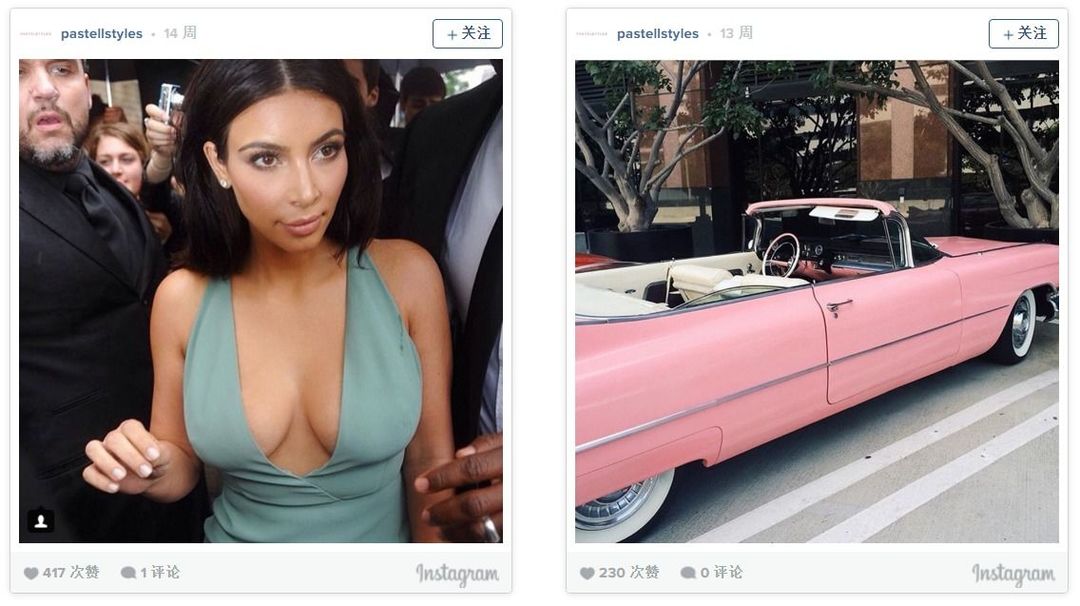 pastellstyles • 14 周
+ 关注
pastellstyles • 13 周
+ 关注
417 次赞 1 评论
Instagram
230 次赞 0 评论
Instagram